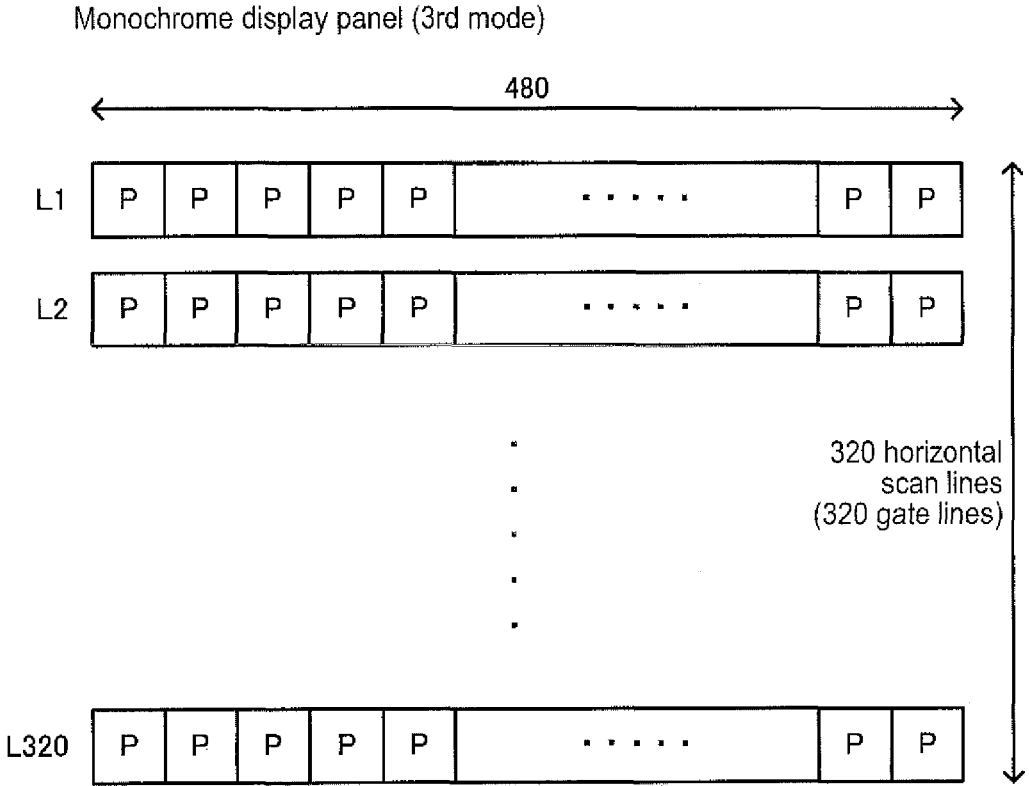 Monochrome display panel (3rd mode)
480
L1 P P P P P ..... P P
L2 P P P P P ..... P P
320 horizontal
scan lines
(320 gate lines)
L320 P P P P P ..... P P